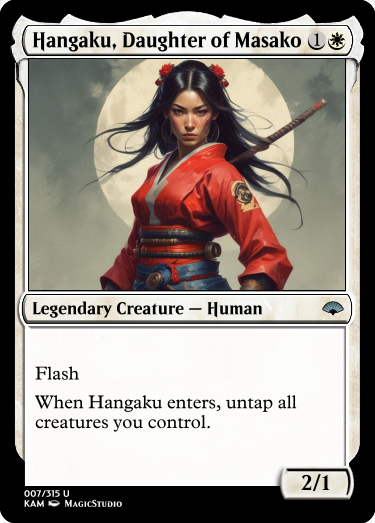 Hangaku, Daughter of Masako 1
Legendary Creature — Human
Flash
When Hangaku enters, untap all
creatures you control.
2/1
007/315 U
KAM MagicStudio